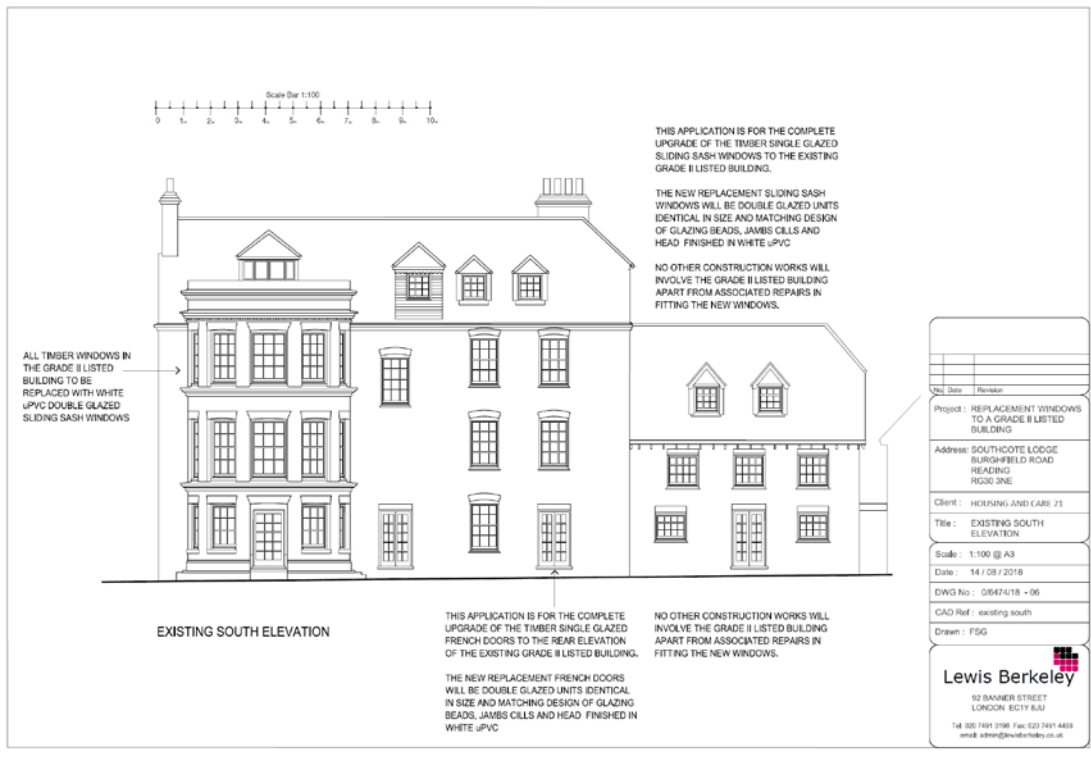 Scale Bar 1:100
0 1m 2m 3m 4m 5m 6m 7m 8m 9m 10m
THIS APPLICATION IS FOR THE COMPLETE
UPGRADE OF THE TIMBER SINGLE GLAZED
SLIDING SASH WINDOWS TO THE EXISTING
GRADE II LISTED BUILDING.
THE NEW REPLACEMENT SLIDING SASH
WINDOWS WILL BE DOUBLE GLAZED UNITS
IDENTICAL IN SIZE AND MATCHING DESIGN
OF GLAZING BEADS, JAMBS CILLS AND
HEAD FINISHED IN WHITE uPVC
NO OTHER CONSTRUCTION WORKS WILL
INVOLVE THE GRADE II LISTED BUILDING
APART FROM ASSOCIATED REPAIRS IN
FITTING THE NEW WINDOWS.
ALL TIMBER WINDOWS IN
THE GRADE II LISTED
BUILDING TO BE
REPLACED WITH WHITE
uPVC DOUBLE GLAZED
SLIDING SASH WINDOWS
EXISTING SOUTH ELEVATION
THIS APPLICATION IS FOR THE COMPLETE
UPGRADE OF THE TIMBER SINGLE GLAZED
FRENCH DOORS TO THE REAR ELEVATION
OF THE EXISTING GRADE II LISTED BUILDING.
THE NEW REPLACEMENT FRENCH DOORS
WILL BE DOUBLE GLAZED UNITS IDENTICAL
IN SIZE AND MATCHING DESIGN OF GLAZING
BEADS, JAMBS CILLS AND HEAD FINISHED IN
WHITE uPVC
NO OTHER CONSTRUCTION WORKS WILL
INVOLVE THE GRADE II LISTED BUILDING
APART FROM ASSOCIATED REPAIRS IN
FITTING THE NEW WINDOWS.
No. Date Revision
Project : REPLACEMENT WINDOWS
TO A GRADE II LISTED
BUILDING
Address: SOUTHCOTE LODGE
BURGHFIELD ROAD
READING
RG30 3NE
Client : HOUSING AND CARE 21
Title : EXISTING SOUTH
ELEVATION
Scale : 1:100 @ A3
Date : 14 / 08 / 2018
DWG No : 0/6474/18 - 06
CAD Ref : existing south
Drawn : FSG
Lewis Berkeley
92 BANNER STREET
LONDON EC1Y 8JU
Tel: 020 7491 3198 Fax: 020 7491 4488
email: admin@lewisberkeley.co.uk